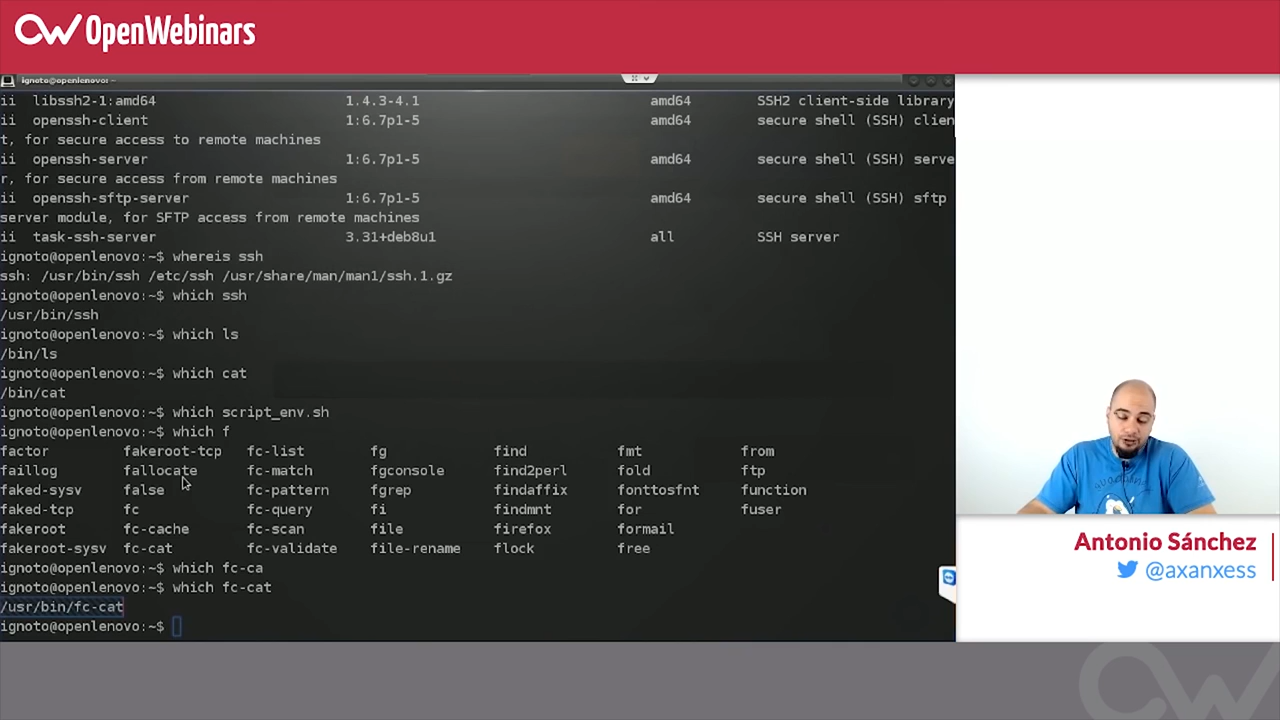 OpenWebinars
ignoto@openlenovo: ~
ii libssh2-1:amd64 1.4.3-4.1 amd64 SSH2 client-side library
ii openssh-client 1:6.7p1-5 amd64 secure shell (SSH) clien
t, for secure access to remote machines
ii openssh-server 1:6.7p1-5 amd64 secure shell (SSH) serve
r, for secure access from remote machines
ii openssh-sftp-server 1:6.7p1-5 amd64 secure shell (SSH) sftp
server module, for SFTP access from remote machines
ii task-ssh-server 3.31+deb8u1 all SSH server
ignoto@openlenovo:~$ whereis ssh
ssh: /usr/bin/ssh /etc/ssh /usr/share/man/man1/ssh.1.gz
ignoto@openlenovo:~$ which ssh
/usr/bin/ssh
ignoto@openlenovo:~$ which ls
/bin/ls
ignoto@openlenovo:~$ which cat
/bin/cat
ignoto@openlenovo:~$ which script_env.sh
ignoto@openlenovo:~$ which f
factor fakeroot-tcp fc-list fg find fmt from
faillog fallocate fc-match fgconsole find2perl fold ftp
faked-sysv false fc-pattern fgrep findaffix fonttosfnt function
faked-tcp fc fc-query fi findmnt for fuser
fakeroot fc-cache fc-scan file firefox formail
fakeroot-sysv fc-cat fc-validate file-rename flock free
ignoto@openlenovo:~$ which fc-ca
ignoto@openlenovo:~$ which fc-cat
/usr/bin/fc-cat
ignoto@openlenovo:~$
Antonio Sánchez
@axanxess